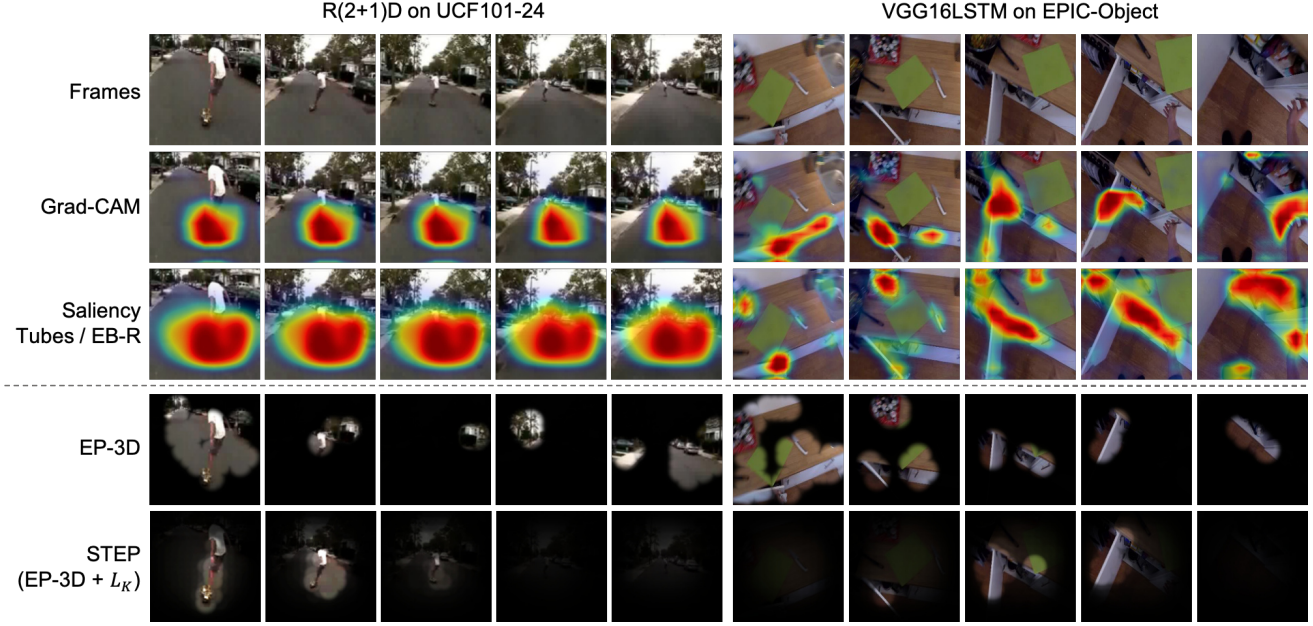 R(2+1)D on UCF101-24
VGG16LSTM on EPIC-Object
Frames
Grad-CAM
Saliency
Tubes / EB-R
EP-3D
STEP
(EP-3D + $L_K$)